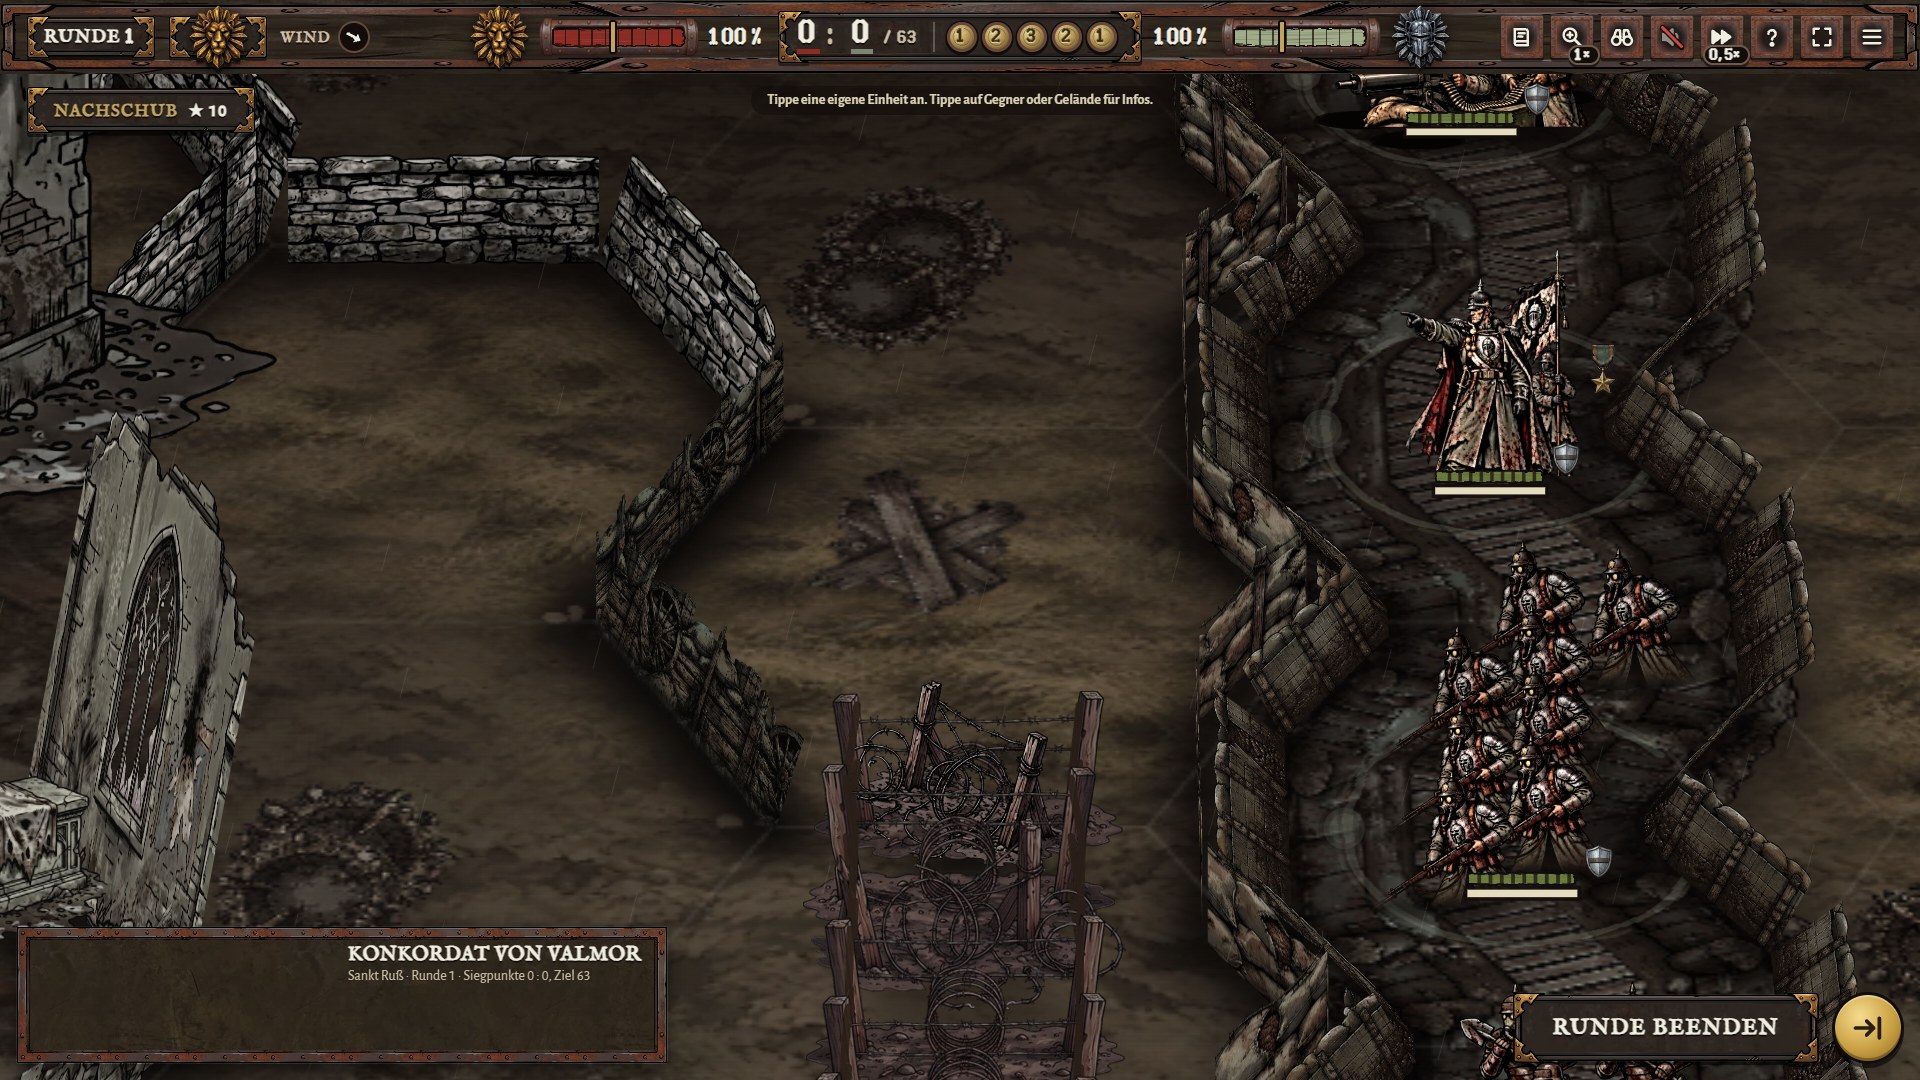 RUNDE 1
WIND
100%
0 : 0 / 63
1 2 3 2 1
100%
1x
0,5x
?
NACHSCHUB ★ 10
Tippe eine eigene Einheit an. Tippe auf Gegner oder Gelände für Infos.
KONKORDAT VON VALMOR
Sankt Ruß · Runde 1 · Siegpunkte 0 : 0, Ziel 63
RUNDE BEENDEN